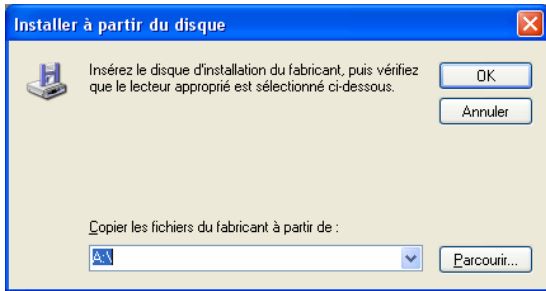 Installer à partir du disque
Insérez le disque d'installation du fabricant, puis vérifiez
que le lecteur approprié est sélectionné ci-dessous.
OK
Annuler
Copier les fichiers du fabricant à partir de :
A:\
Parcourir...